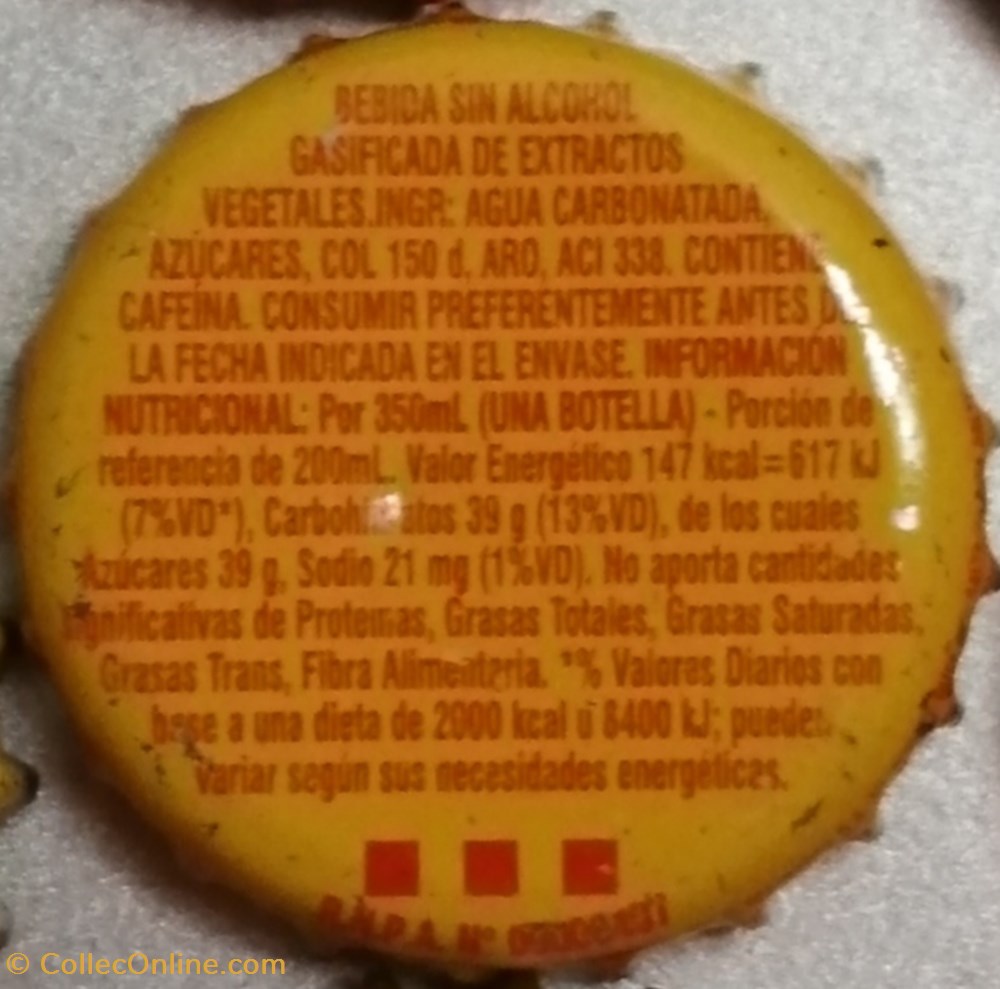 BEBIDA SIN ALCOHOL
GASIFICADA DE EXTRACTOS
VEGETALES.INGR: AGUA CARBONATADA,
AZÚCARES, COL 150 d, ARO, ACI 338. CONTIENE
CAFEÍNA. CONSUMIR PREFERENTEMENTE ANTES DE
LA FECHA INDICADA EN EL ENVASE. INFORMACIÓN
NUTRICIONAL: Por 350mL (UNA BOTELLA) - Porción de
referencia de 200mL. Valor Energético 147 kcal=617 kJ
(7%VD*), Carbohidratos 39 g (13%VD), de los cuales
Azúcares 39 g, Sodio 21 mg (1%VD). No aporta cantidades
significativas de Proteínas, Grasas Totales, Grasas Saturadas,
Grasas Trans, Fibra Alimentaria. *% Valores Diarios con
base a una dieta de 2000 kcal u 8400 kJ; pueden
variar según sus necesidades energéticas.
R.N.P.A. Nº
© CollecOnline.com